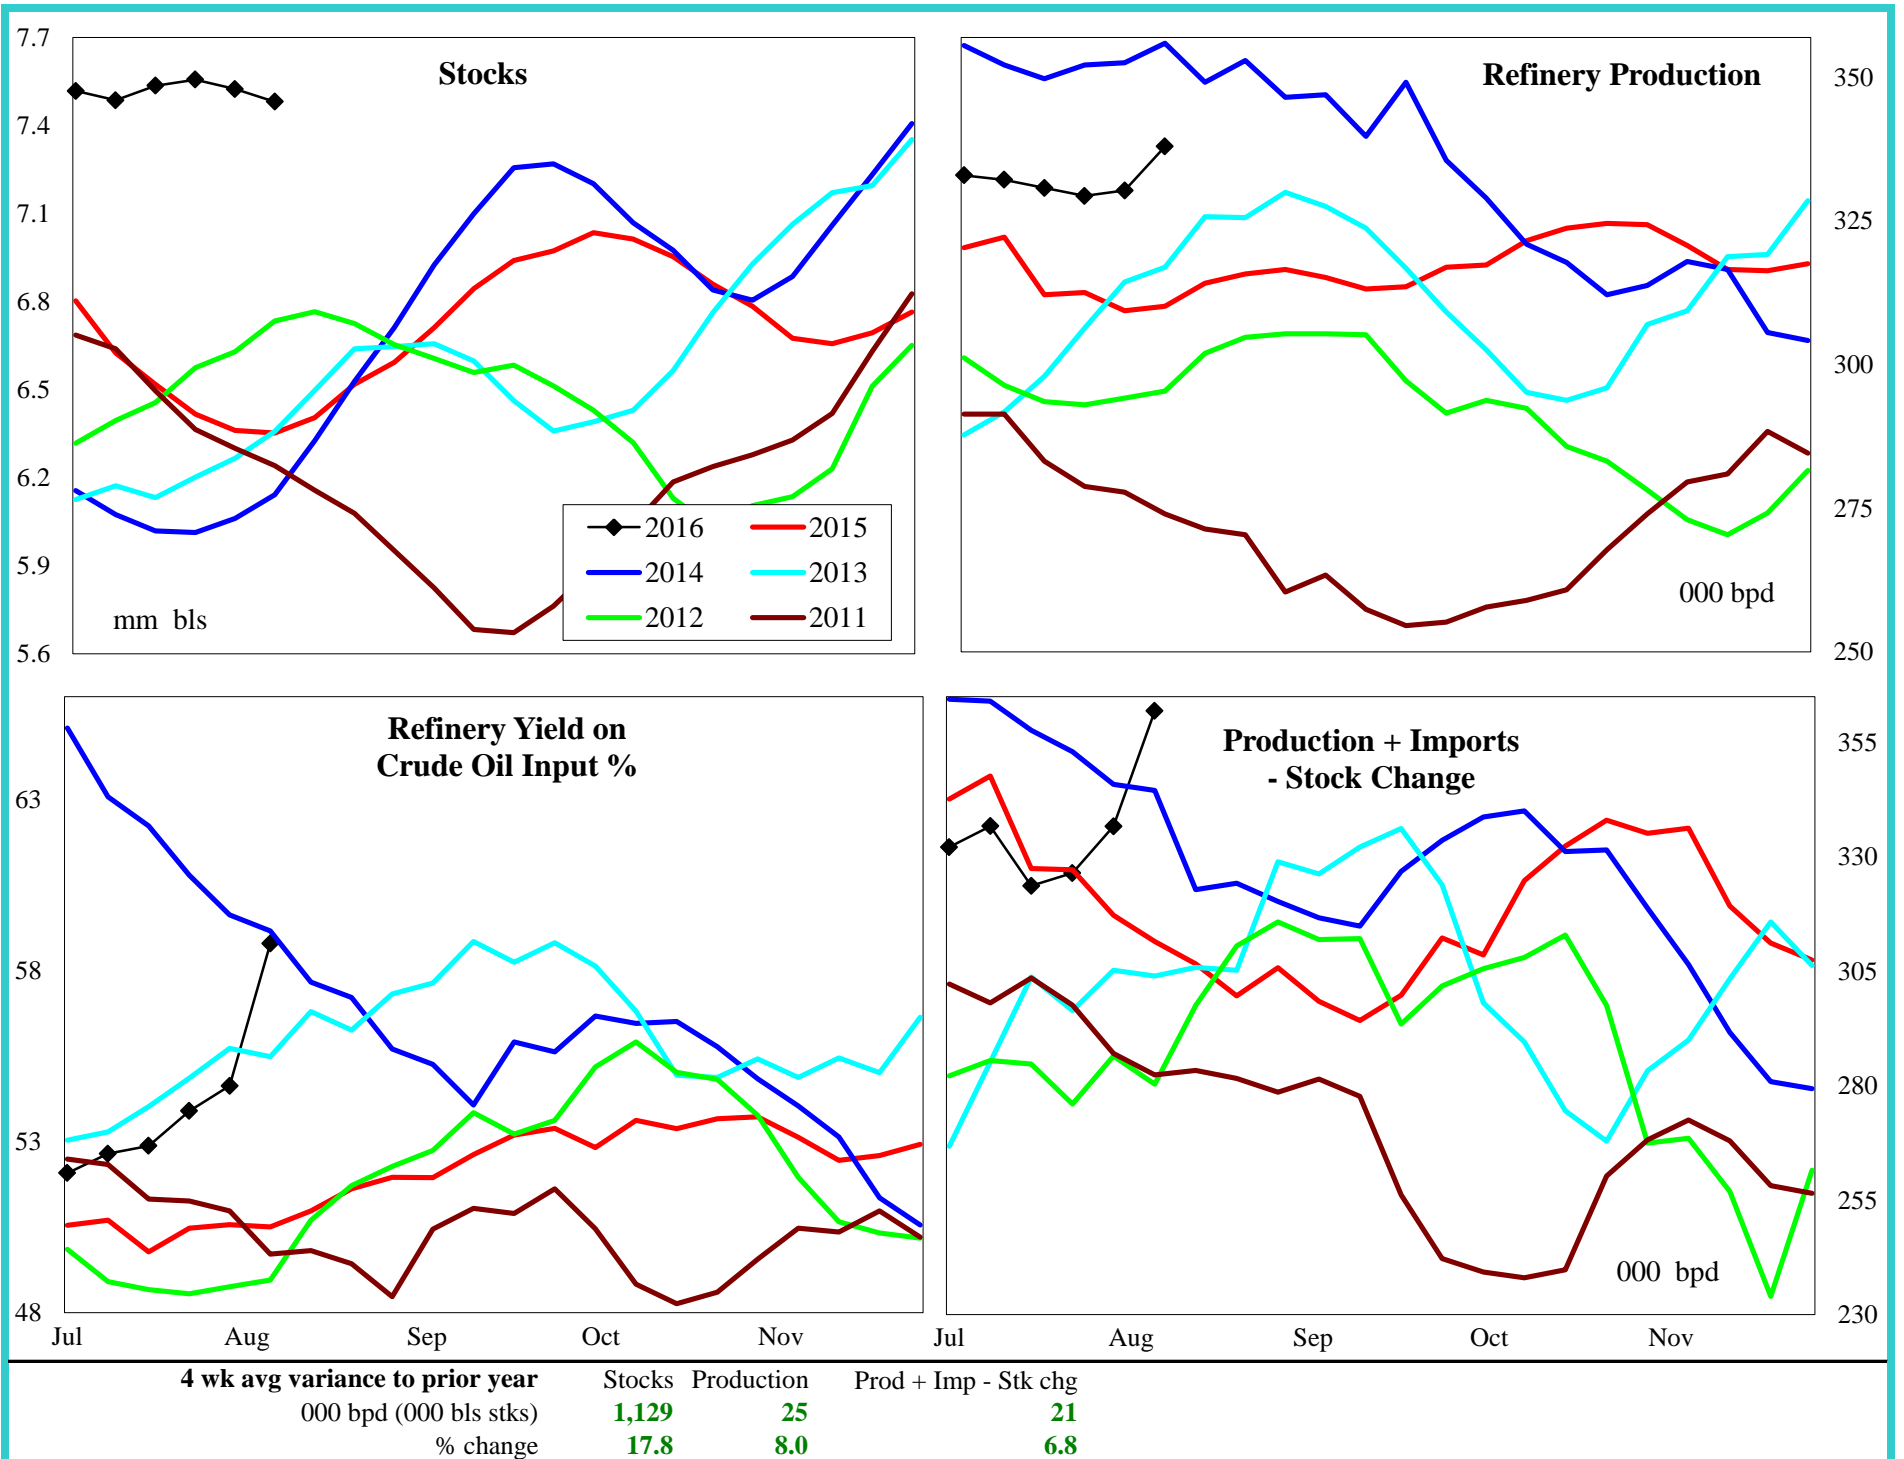 Stocks
7.7
7.4
7.1
6.8
6.5
6.2
5.9
5.6
mm bls
2016 2015
2014 2013
2012 2011
Refinery Production
350
325
300
275
250
000 bpd
Refinery Yield on
Crude Oil Input %
63
58
53
48
Jul Aug Sep Oct Nov
Production + Imports
- Stock Change
355
330
305
280
255
230
000 bpd
Jul Aug Sep Oct Nov
4 wk avg variance to prior year Stocks Production Prod + Imp - Stk chg
000 bpd (000 bls stks) 1,129 25 21
% change 17.8 8.0 6.8